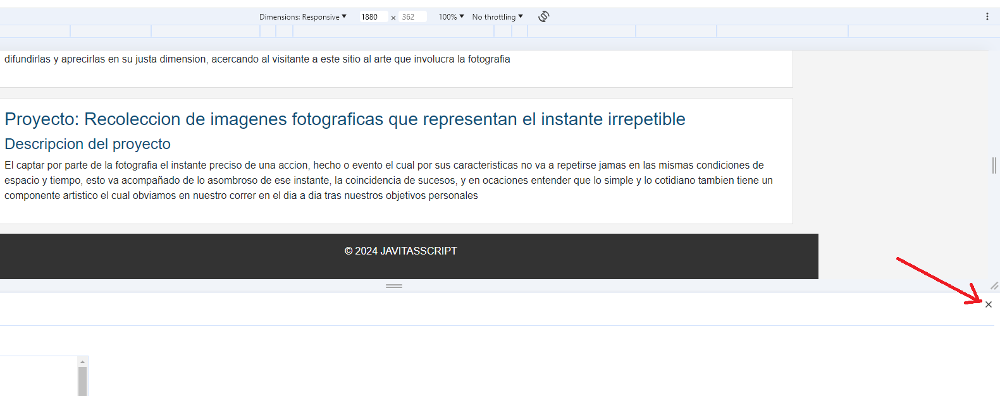 Dimensions: Responsive 1880 x 362 100% No throttling
difundirlas y aprecirlas en su justa dimension, acercando al visitante a este sitio al arte que involucra la fotografia
Proyecto: Recoleccion de imagenes fotograficas que representan el instante irrepetible
Descripcion del proyecto
El captar por parte de la fotografia el instante preciso de una accion, hecho o evento el cual por sus caracteristicas no va a repetirse jamas en las mismas condiciones de
espacio y tiempo, esto va acompañado de lo asombroso de ese instante, la coincidencia de sucesos, y en ocaciones entender que lo simple y lo cotidiano tambien tiene un
componente artistico el cual obviamos en nuestro correr en el dia a dia tras nuestros objetivos personales
© 2024 JAVITASSCRIPT